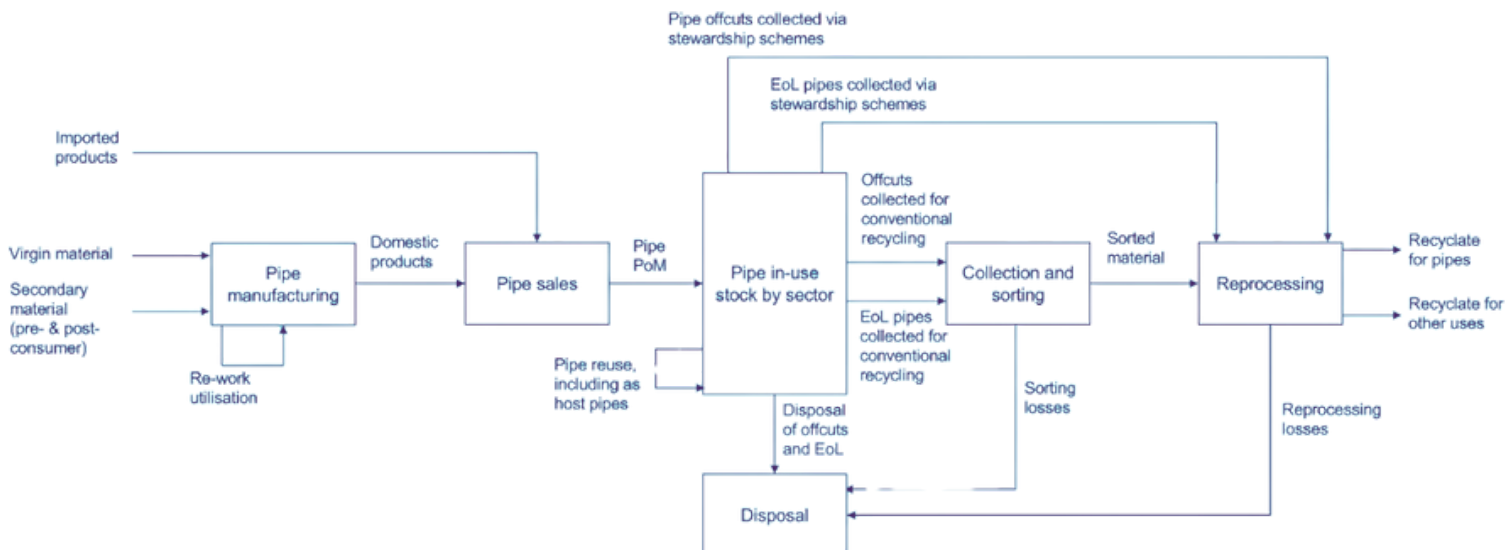 Pipe offcuts collected via
stewardship schemes
EoL pipes collected via
stewardship schemes
Imported
products
Virgin material
Secondary
material
(pre- & post-
consumer)
Pipe
manufacturing
Re-work
utilisation
Domestic
products
Pipe sales
Pipe
PoM
Pipe in-use
stock by sector
Pipe reuse,
including as
host pipes
Offcuts
collected for
conventional
recycling
EoL pipes
collected for
conventional
recycling
Collection and
sorting
Sorted
material
Reprocessing
Recyclate
for pipes
Recyclate for
other uses
Disposal
of offcuts
and EoL
Sorting
losses
Reprocessing
losses
Disposal